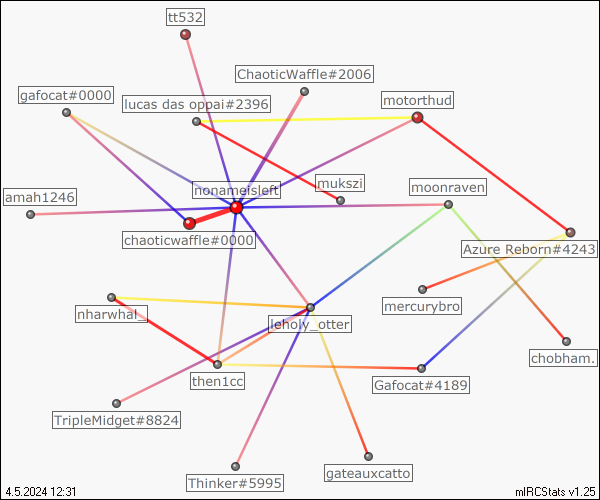 tt532
ChaoticWaffle#2006
gafocat#0000
lucas das oppai#2396
motorthud
nonameisleft
mukszi
moonraven
amah1246
chaoticwaffle#0000
Azure Reborn#4243
nharwhal_
leholy_otter
mercurybro
chobham.
then1cc
Gafocat#4189
TripleMidget#8824
Thinker#5995
gateauxcatto
4.5.2024 12:31
mIRCStats v1.25